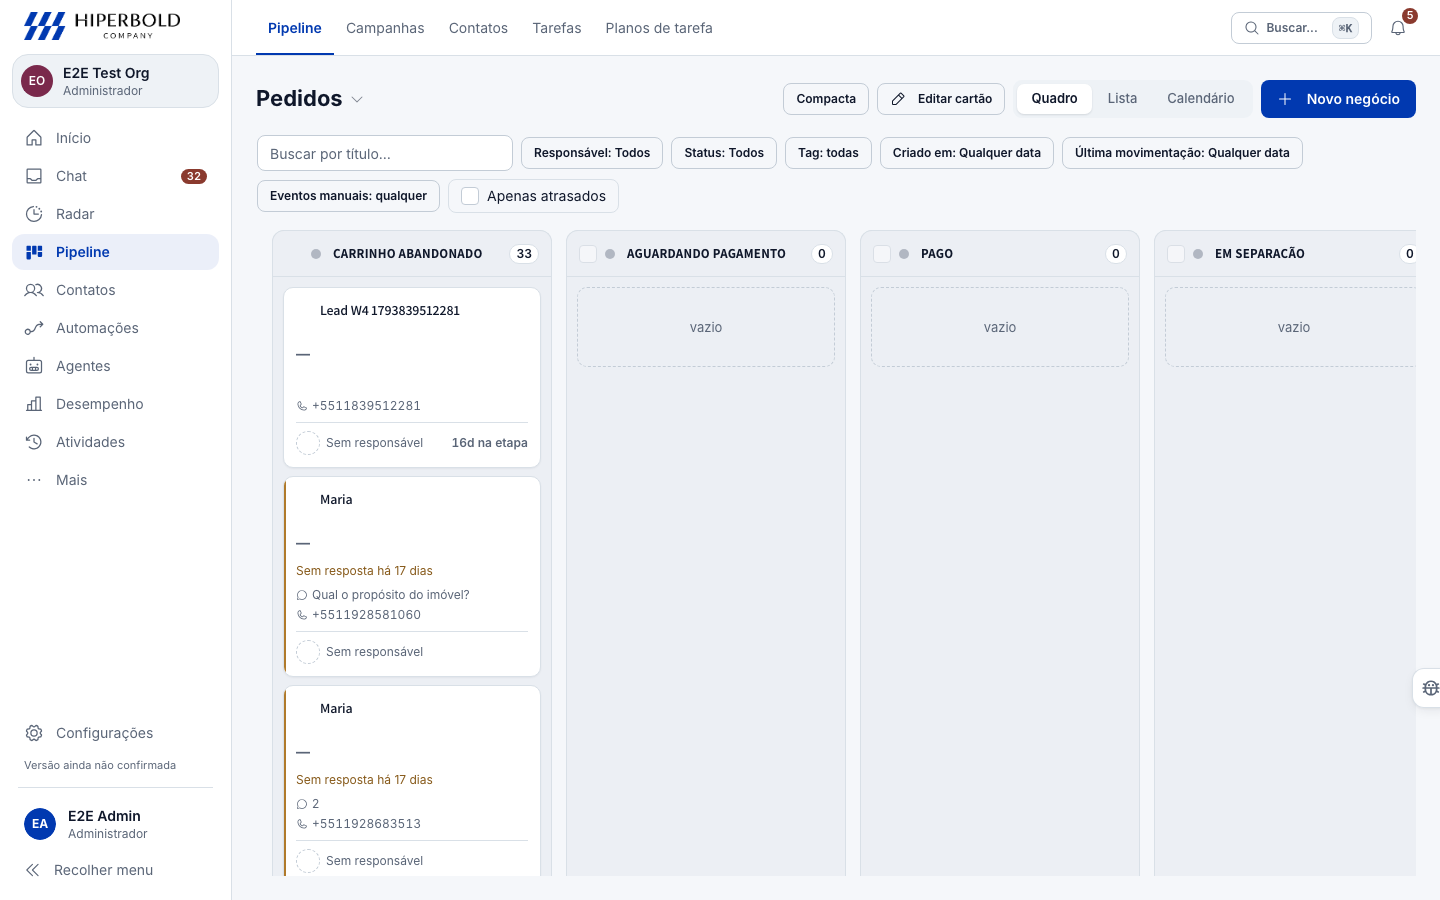 HIPERBOLD
COMPANY
EO
E2E Test Org
Administrador
Início
Chat
32
Radar
Pipeline
Contatos
Automações
Agentes
Desempenho
Atividades
Mais
Configurações
Versão ainda não confirmada
EA
E2E Admin
Administrador
Recolher menu
Pipeline
Campanhas
Contatos
Tarefas
Planos de tarefa
Buscar...
⌘K
5
Pedidos
Compacta
Editar cartão
Quadro
Lista
Calendário
Novo negócio
Buscar por título...
Responsável: Todos
Status: Todos
Tag: todas
Criado em: Qualquer data
Última movimentação: Qualquer data
Eventos manuais: qualquer
Apenas atrasados
CARRINHO ABANDONADO
33
Lead W4 1793839512281
—
+5511839512281
Sem responsável
16d na etapa
Maria
—
Sem resposta há 17 dias
Qual o propósito do imóvel?
+5511928581060
Sem responsável
Maria
—
Sem resposta há 17 dias
2
+5511928683513
Sem responsável
AGUARDANDO PAGAMENTO
0
vazio
PAGO
0
vazio
EM SEPARAÇÃO
0
vazio